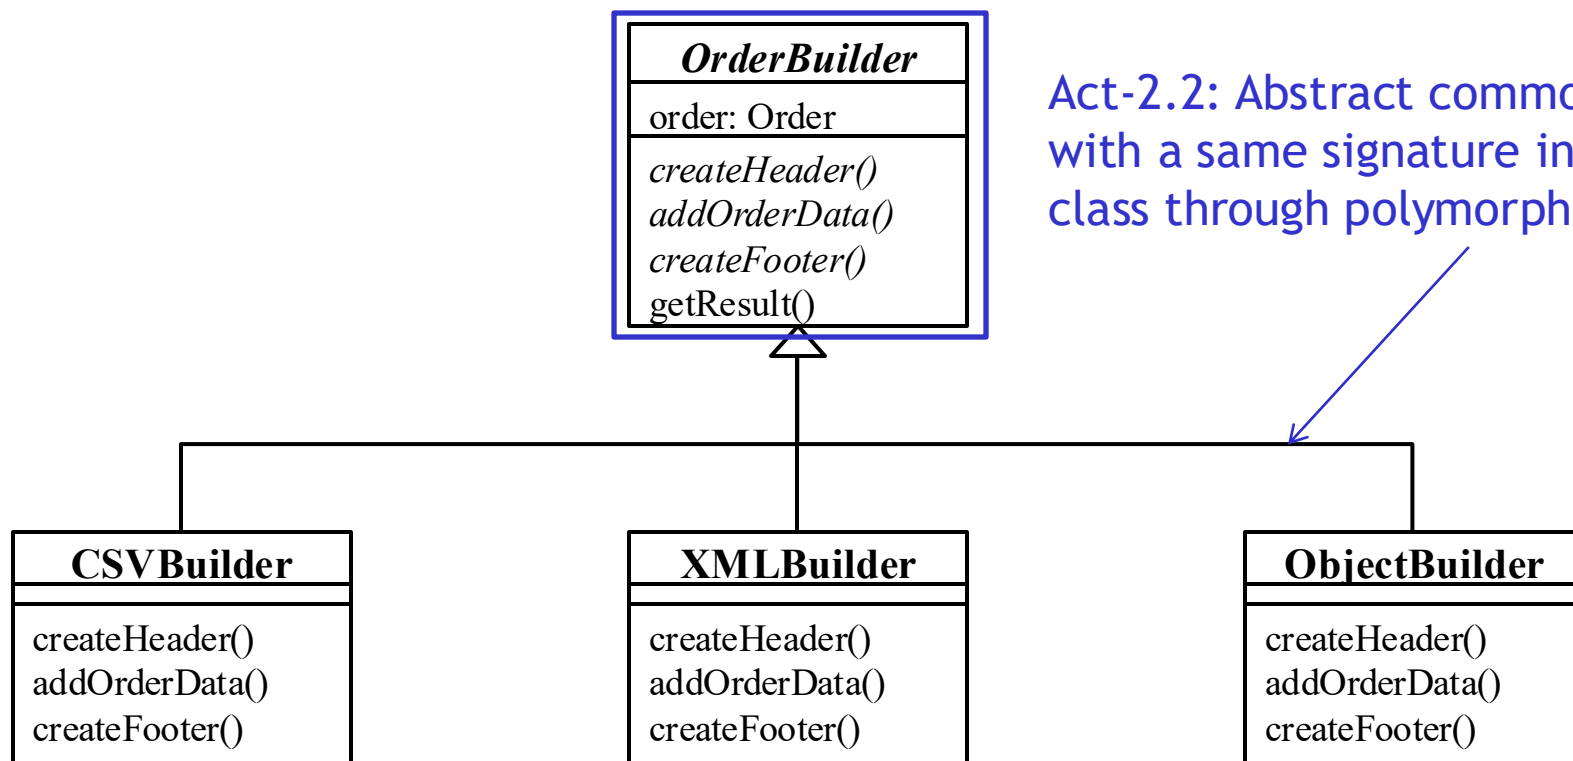 OrderBuilder
order: Order
createHeader()
addOrderData()
createFooter()
getResult()
Act-2.2: Abstract commo
with a same signature in
class through polymorph
CSVBuilder
createHeader()
addOrderData()
createFooter()
XMLBuilder
createHeader()
addOrderData()
createFooter()
ObjectBuilder
createHeader()
addOrderData()
createFooter()